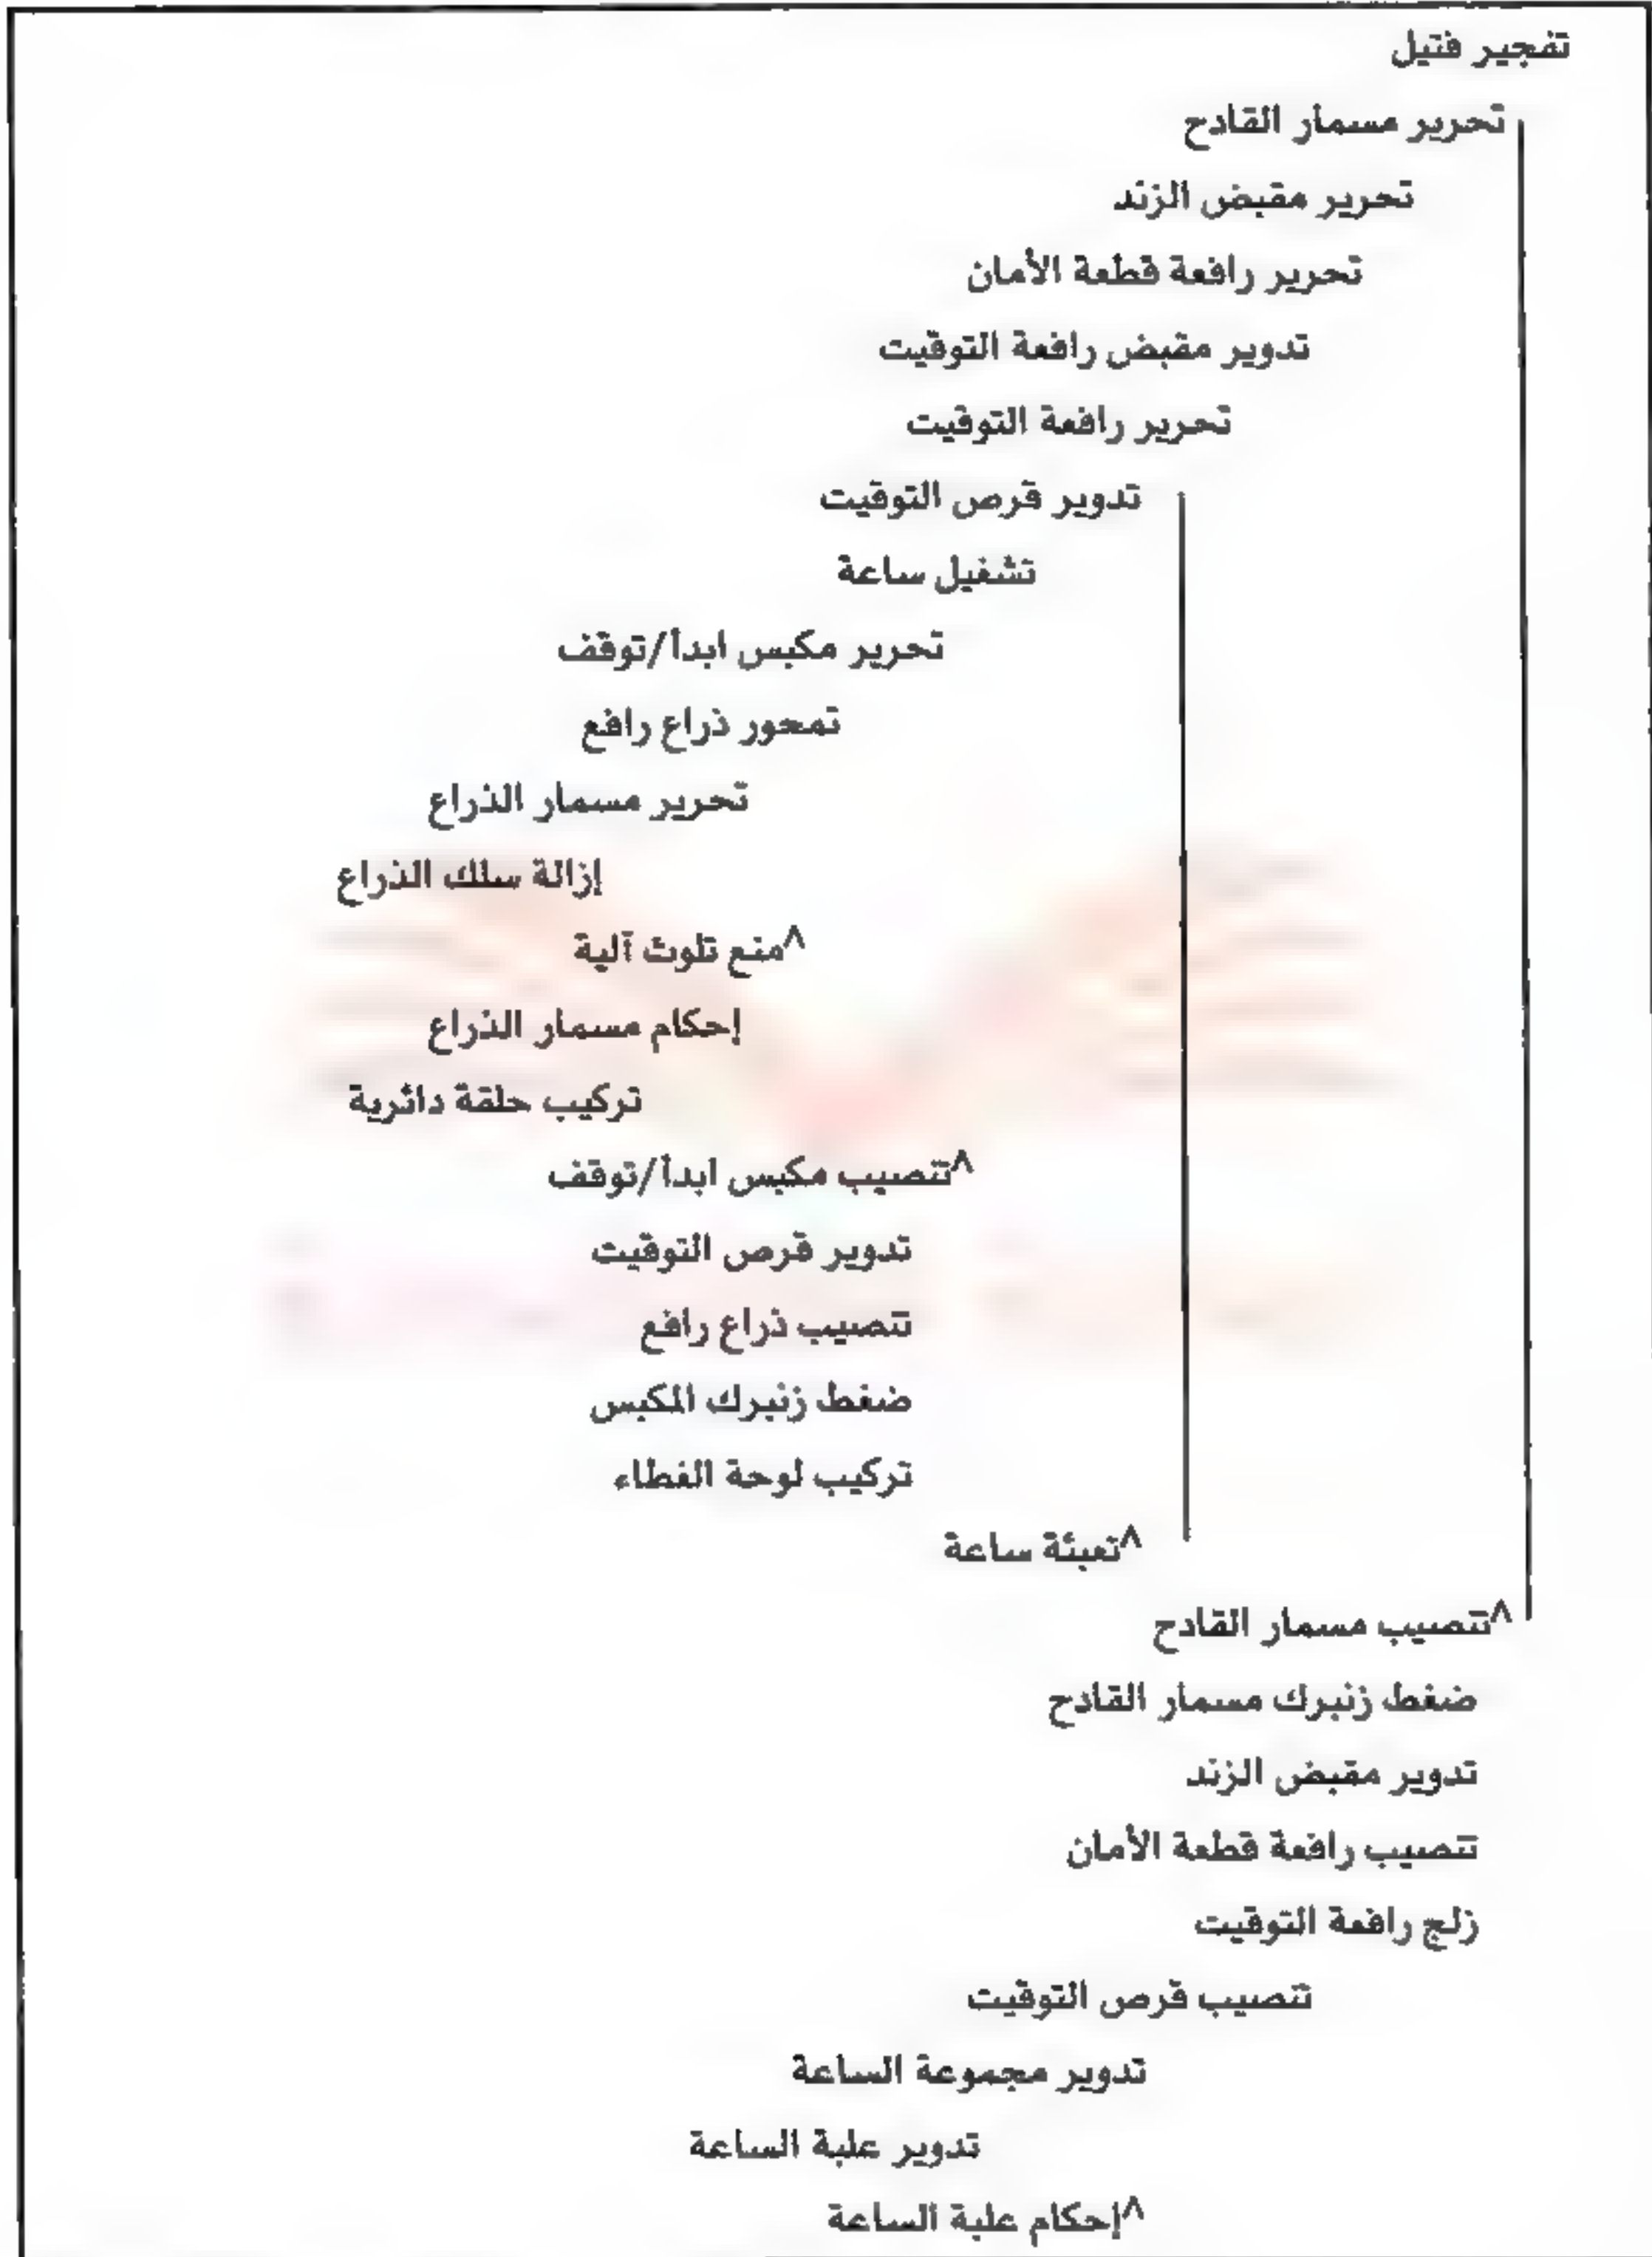 تفجير فتيل
تحرير مسمار القادح
تحرير مقبض الزند
تحرير رافعة قطعة الأمان
تدوير مقبض رافعة التوقيت
تحرير رافعة التوقيت
تدوير قرص التوقيت
تشغيل ساعة
تحرير مكبس ابدأ/توقف
تمحور ذراع رافع
تحرير مسمار الذراع
إزالة سلك الذراع
^منع تلوث آلية
إحكام مسمار الذراع
تركيب حلقة دائرية
^تنصيب مكبس ابدأ/توقف
تدوير قرص التوقيت
تنصيب ذراع رافع
ضغط زنبرك المكبس
تركيب لوحة الغطاء
^تعبئة ساعة
^تنصيب مسمار القادح
ضغط زنبرك مسمار القادح
تدوير مقبض الزند
تنصيب رافعة قطعة الأمان
زلج رافعة التوقيت
تنصيب قرص التوقيت
تدوير مجموعة الساعة
تدوير علبة الساعة
^إحكام علبة الساعة